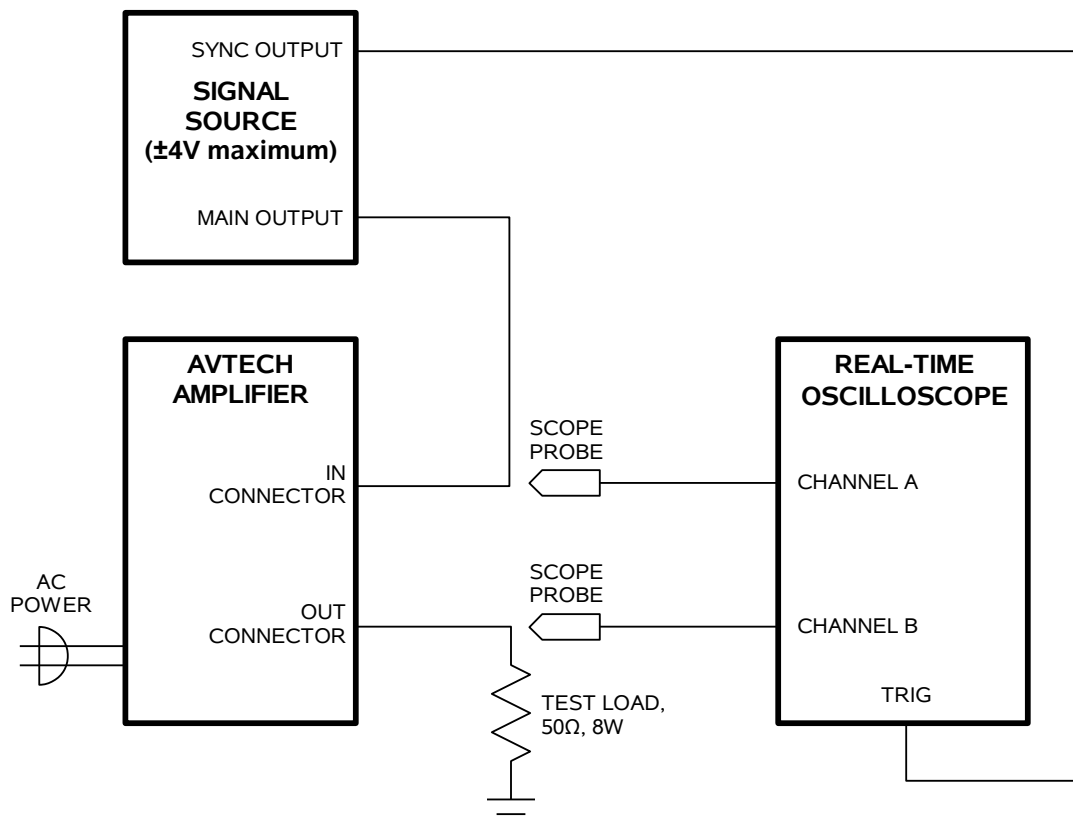 SYNC OUTPUT
SIGNAL
SOURCE
(±4V maximum)
MAIN OUTPUT
AVTECH
AMPLIFIER
IN
CONNECTOR
OUT
CONNECTOR
AC
POWER
SCOPE
PROBE
SCOPE
PROBE
TEST LOAD,
50Ω, 8W
REAL-TIME
OSCILLOSCOPE
CHANNEL A
CHANNEL B
TRIG